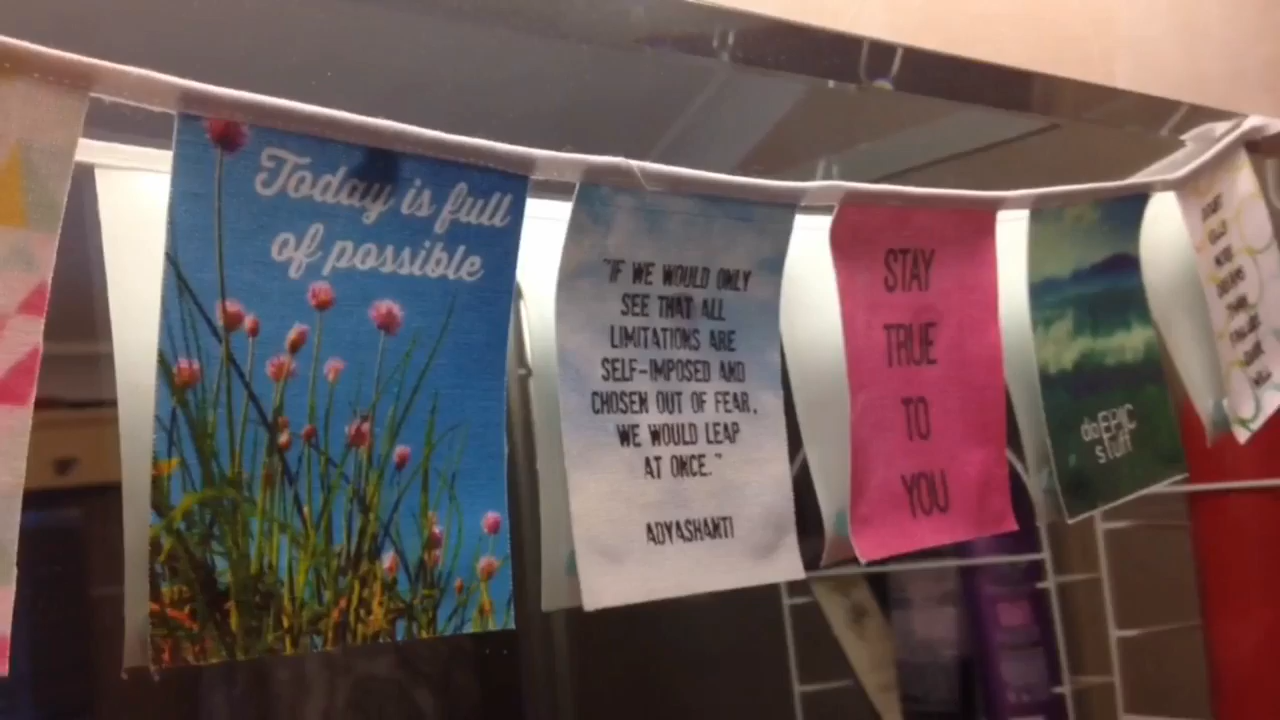 Today is full
of possible
"IF WE WOULD ONLY
SEE THAT ALL
LIMITATIONS ARE
SELF-IMPOSED AND
CHOSEN OUT OF FEAR,
WE WOULD LEAP
AT ONCE."
ADYASHANTI
STAY
TRUE
TO
YOU
do EPIC
stuff